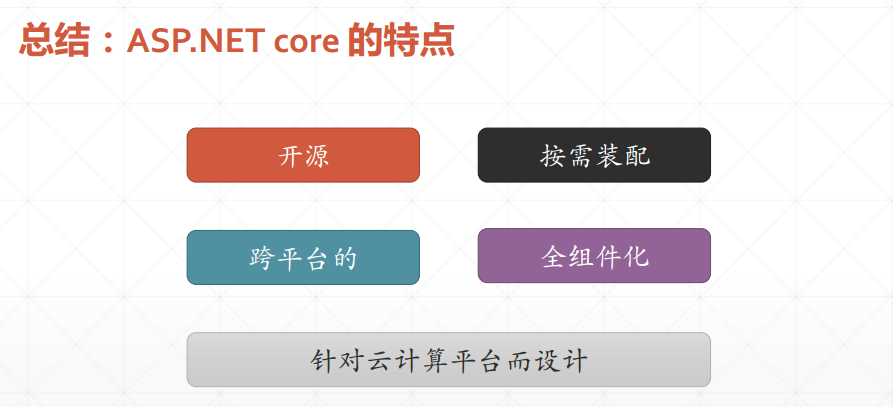 总结：ASP.NET core 的特点
开源
按需装配
跨平台的
全组件化
针对云计算平台而设计